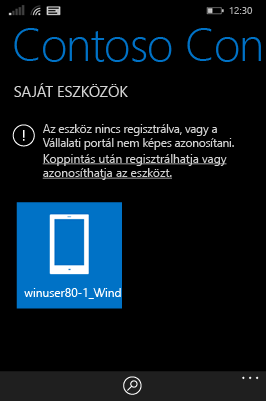 12:30
Contoso Con
SAJÁT ESZKÖZÖK
Az eszköz nincs regisztrálva, vagy a
Vállalati portál nem képes azonosítani.
Koppintás után regisztrálhatja vagy
azonosíthatja az eszközt.
winuser80-1_Wind